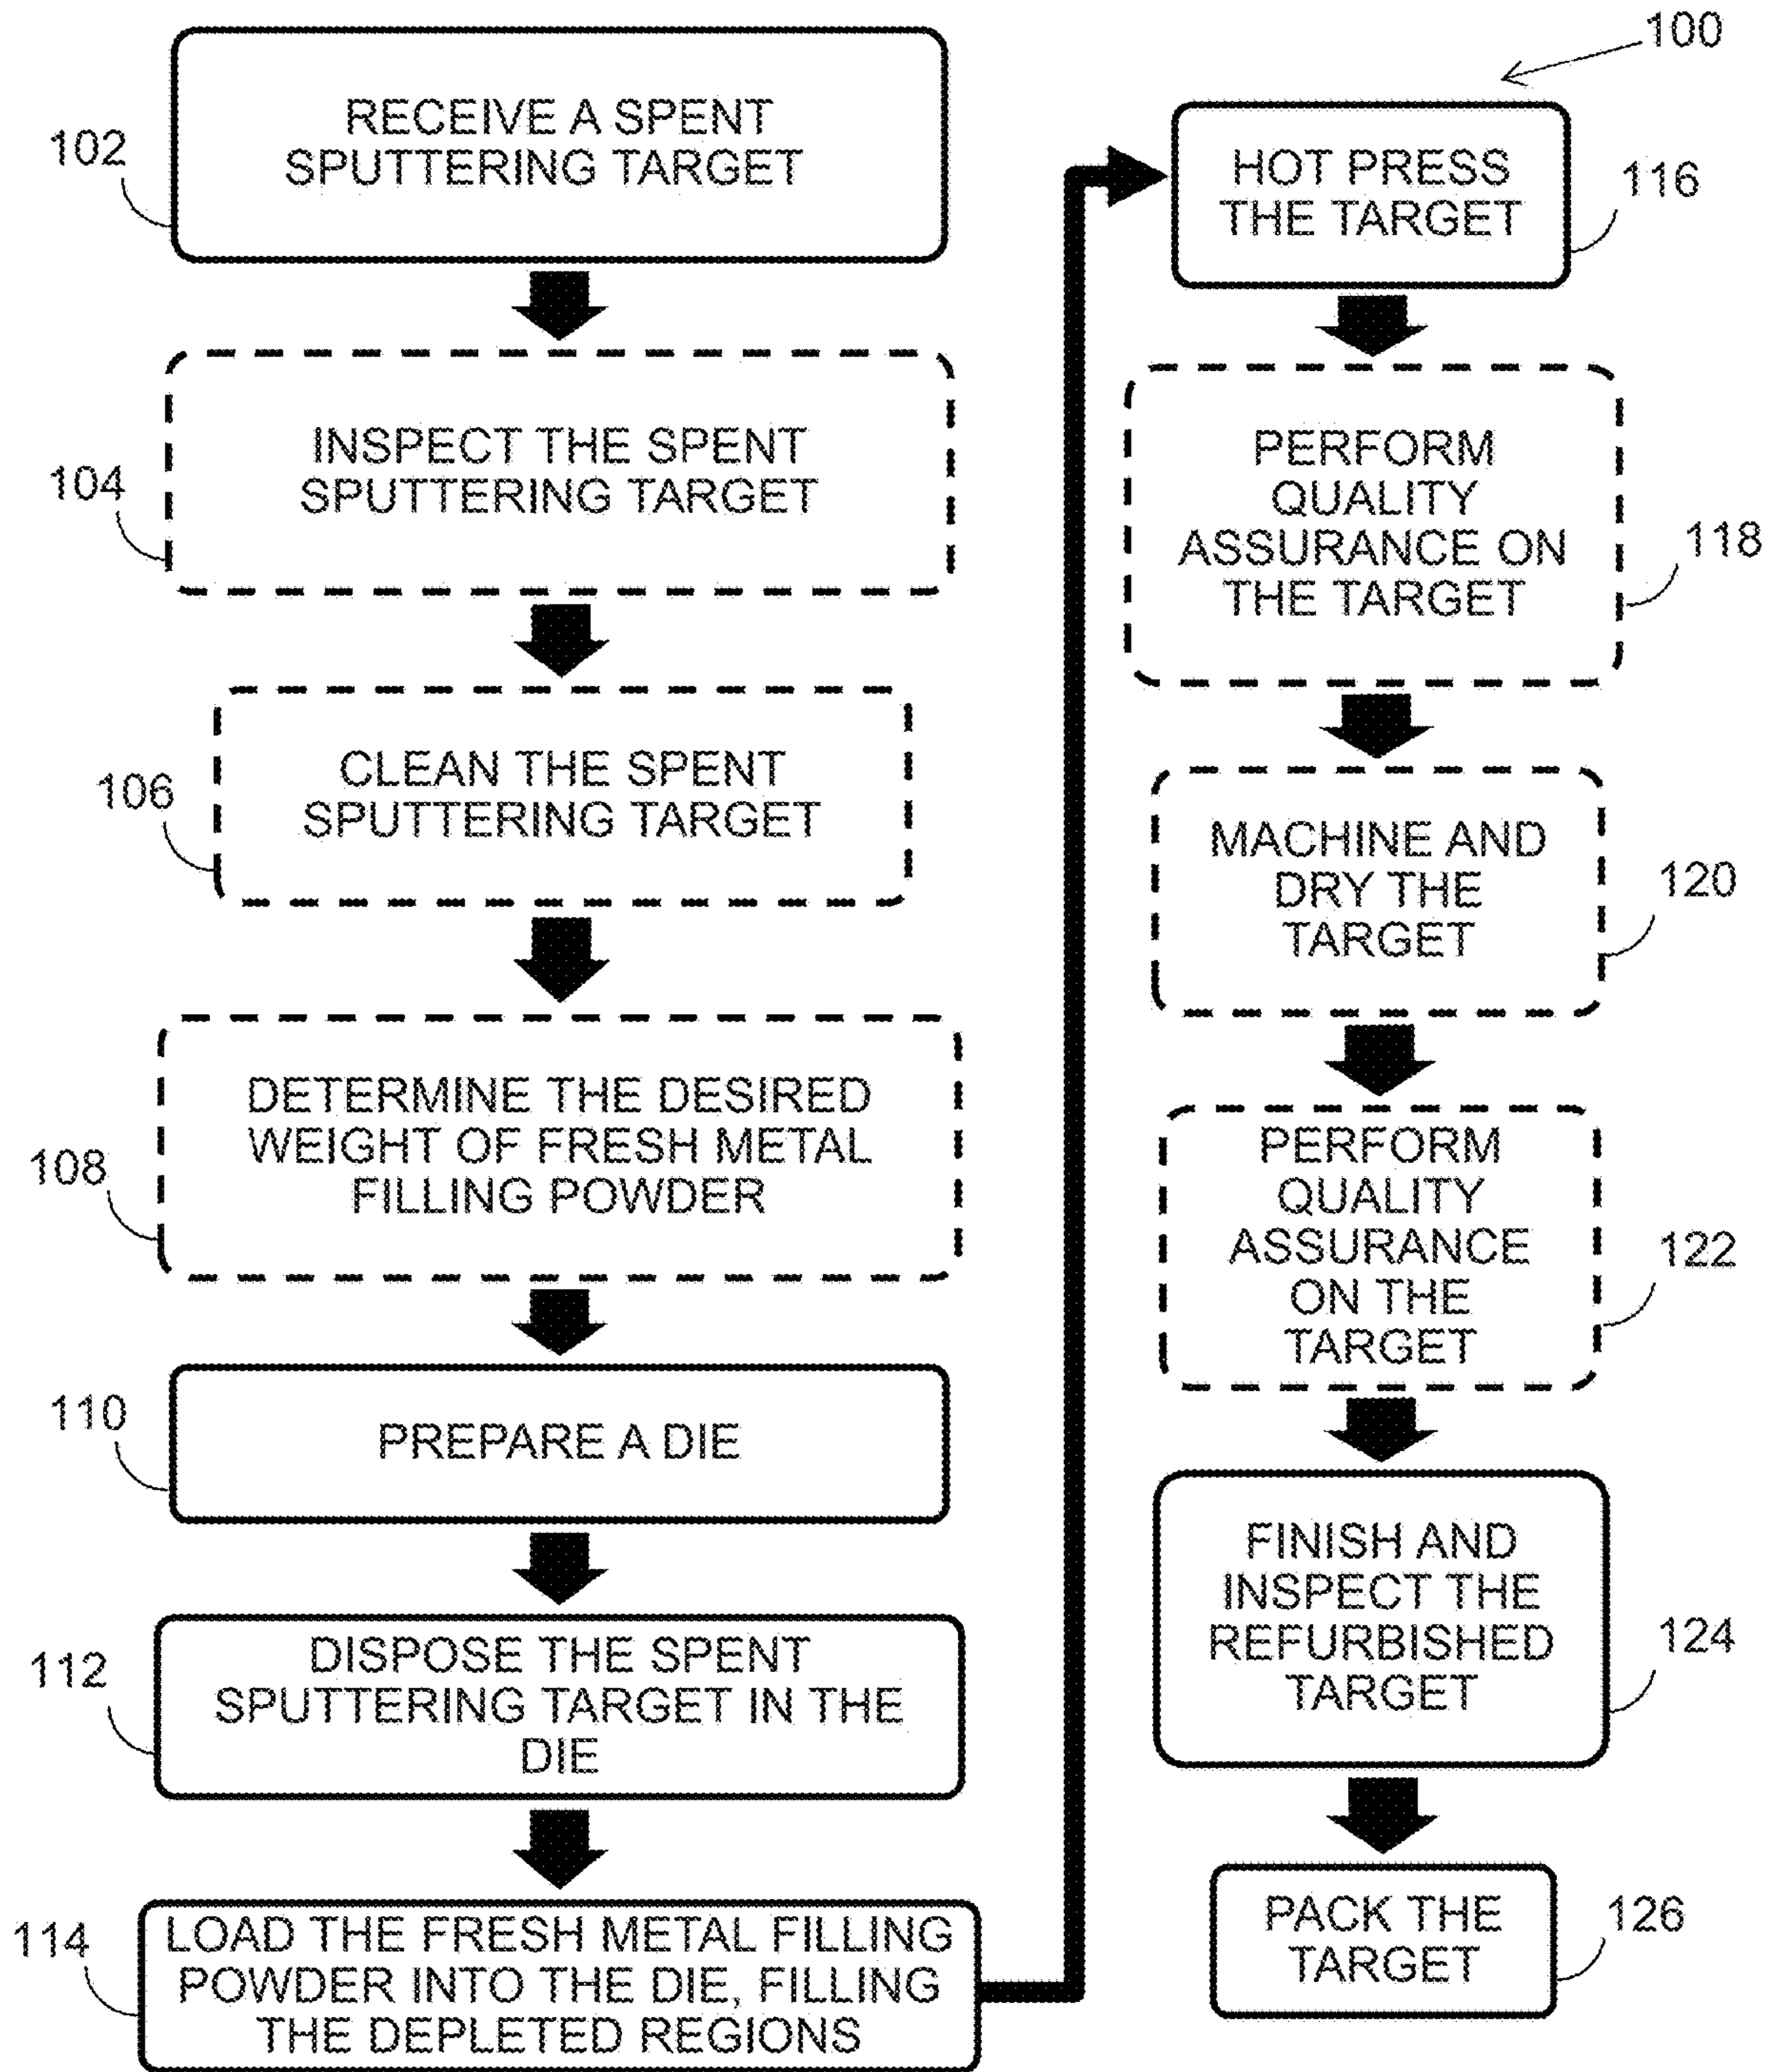 100
102
RECEIVE A SPENT
SPUTTERING TARGET
104
INSPECT THE SPENT
SPUTTERING TARGET
106
CLEAN THE SPENT
SPUTTERING TARGET
108
DETERMINE THE DESIRED
WEIGHT OF FRESH METAL
FILLING POWDER
110
PREPARE A DIE
112
DISPOSE THE SPENT
SPUTTERING TARGET IN THE
DIE
114
LOAD THE FRESH METAL FILLING
POWDER INTO THE DIE, FILLING
THE DEPLETED REGIONS
HOT PRESS
THE TARGET
116
PERFORM
QUALITY
ASSURANCE ON
THE TARGET
118
MACHINE AND
DRY THE
TARGET
120
PERFORM
QUALITY
ASSURANCE
ON THE
TARGET
122
FINISH AND
INSPECT THE
REFURBISHED
TARGET
124
PACK THE
TARGET
126